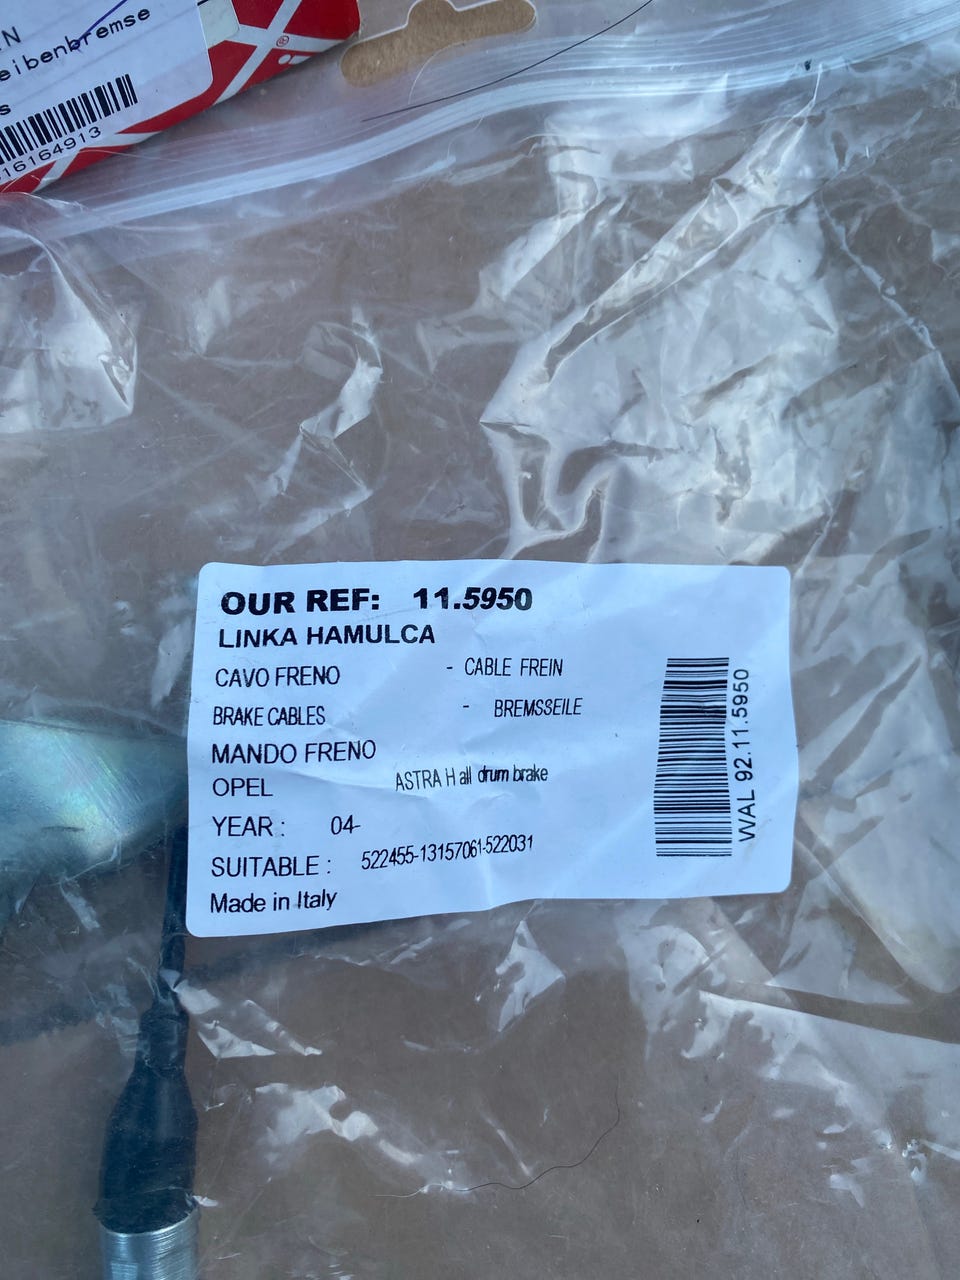 eibenbremse
16164913
®
OUR REF: 11.5950
LINKA HAMULCA
CAVO FRENO - CABLE FREIN
BRAKE CABLES - BREMSSEILE
MANDO FRENO
OPEL ASTRA H all drum brake
YEAR : 04-
SUITABLE : 522455-13157061-522031
Made in Italy
WAL 92.11.5950